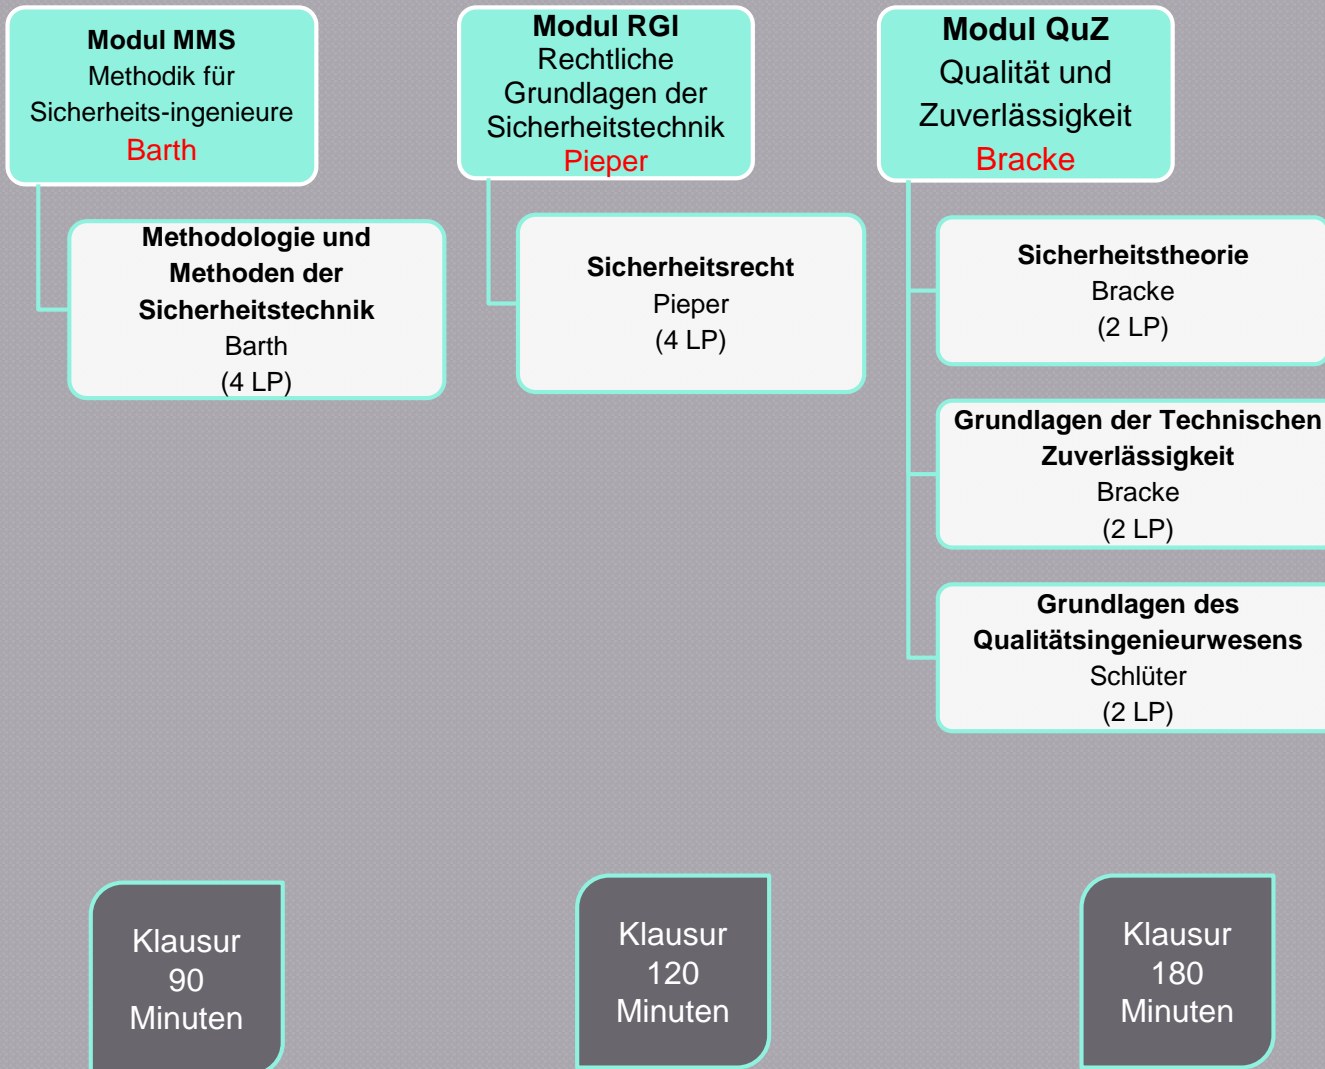 Modul MMS
Methodik für
Sicherheits-ingenieure
Barth
Methodologie und
Methoden der
Sicherheitstechnik
Barth
(4 LP)
Klausur
90
Minuten
Modul RGI
Rechtliche
Grundlagen der
Sicherheitstechnik
Pieper
Sicherheitsrecht
Pieper
(4 LP)
Klausur
120
Minuten
Modul QuZ
Qualität und
Zuverlässigkeit
Bracke
Sicherheitstheorie
Bracke
(2 LP)
Grundlagen der Technischen
Zuverlässigkeit
Bracke
(2 LP)
Grundlagen des
Qualitätsingenieurwesens
Schlüter
(2 LP)
Klausur
180
Minuten